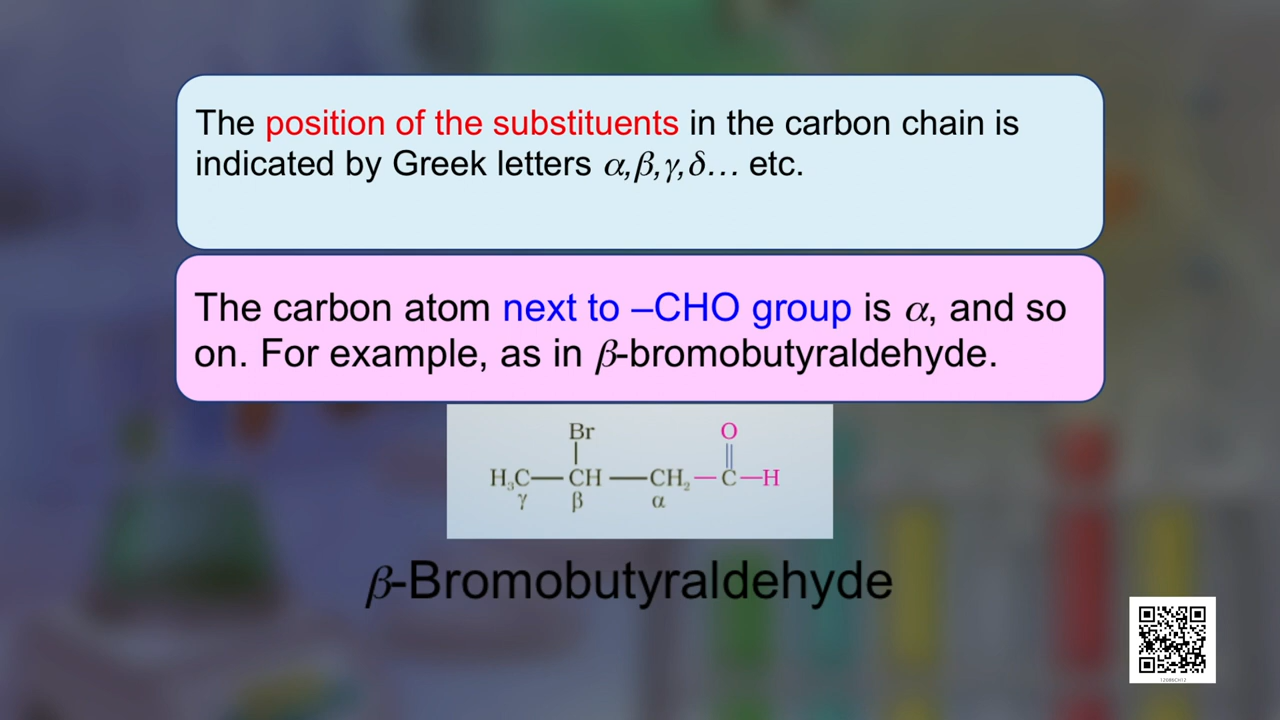 The position of the substituents in the carbon chain is
indicated by Greek letters α,β,γ,δ… etc.
The carbon atom next to –CHO group is α, and so
on. For example, as in β-bromobutyraldehyde.
Br O
H₃C—CH—CH₂—C—H
γ β α
β-Bromobutyraldehyde